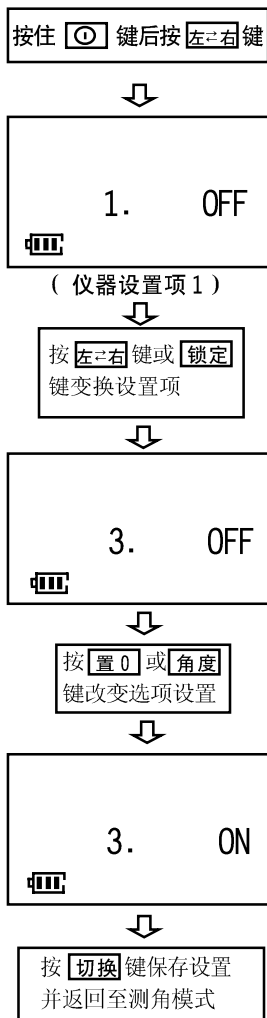 按住 键后按 左⇄右 键
1. OFF
( 仪器设置项 1 )
按 左⇄右 键或 锁定
键变换设置项
3. OFF
按 置0 或 角度
键改变选项设置
3. ON
按 切换 键保存设置
并返回至测角模式